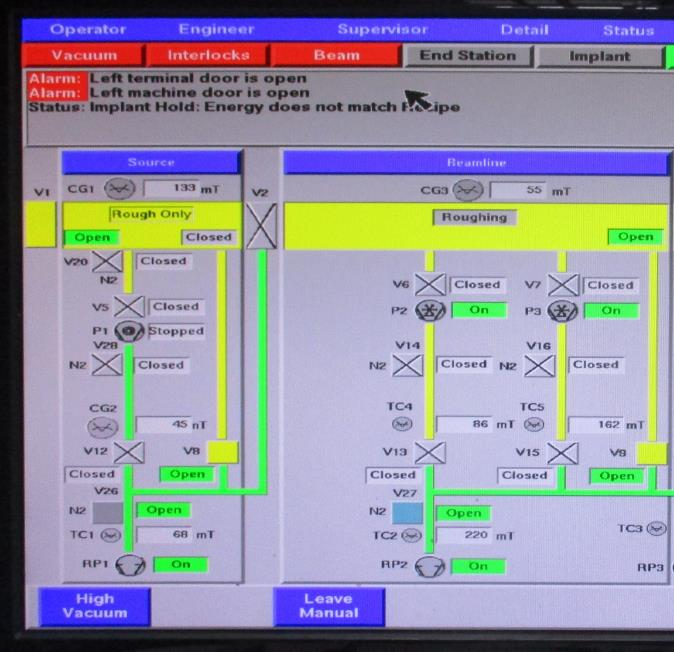 Operator Engineer Supervisor Detail Status
Vacuum Interlocks Beam End Station Implant
Alarm: Left terminal door is open
Alarm: Left machine door is open
Status: Implant Hold: Energy does not match Recipe
Source Beamline
V1 CG1 133 mT V2 CG3 55 mT
Rough Only Roughing
Open Closed Open
V20 Closed
N2
V6 Closed V7 Closed
V5 Closed
P2 On P3 On
P1 Stopped
V28 V14 V16
N2 Closed N2 Closed N2 Closed
CG2 TC4 TC5
45 mT 86 mT 162 mT
V12 V8 V13 V15 V9
Closed Open Closed Closed Open
V26 V27
N2 Open N2 Open
TC1 68 mT TC2 220 mT TC3
RP1 On RP2 On RP3
High Leave
Vacuum Manual